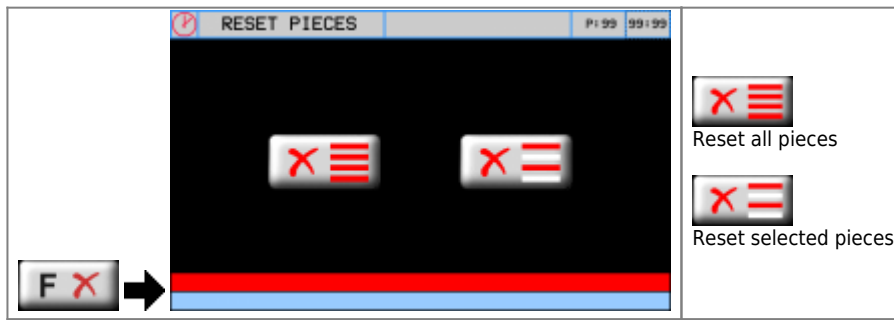 RESET PIECES P:99 99:99
Reset all pieces
Reset selected pieces
F